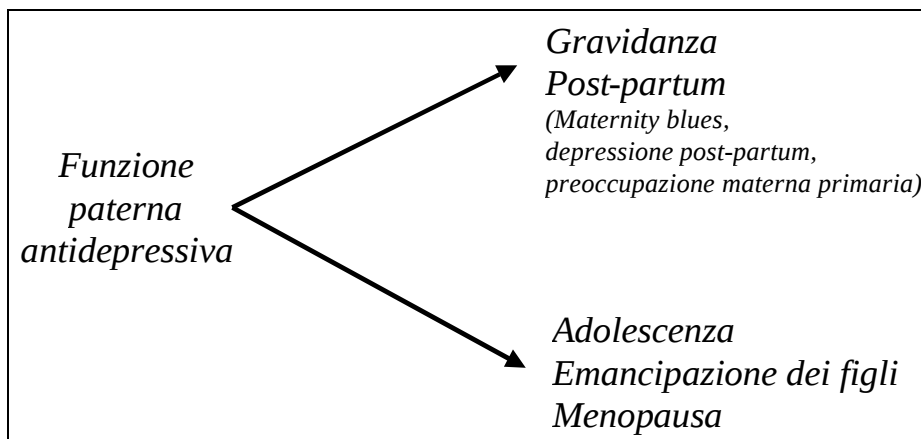 Funzione
paterna
antidepressiva
Gravidanza
Post-partum
(Maternity blues,
depressione post-partum,
preoccupazione materna primaria)
Adolescenza
Emancipazione dei figli
Menopausa